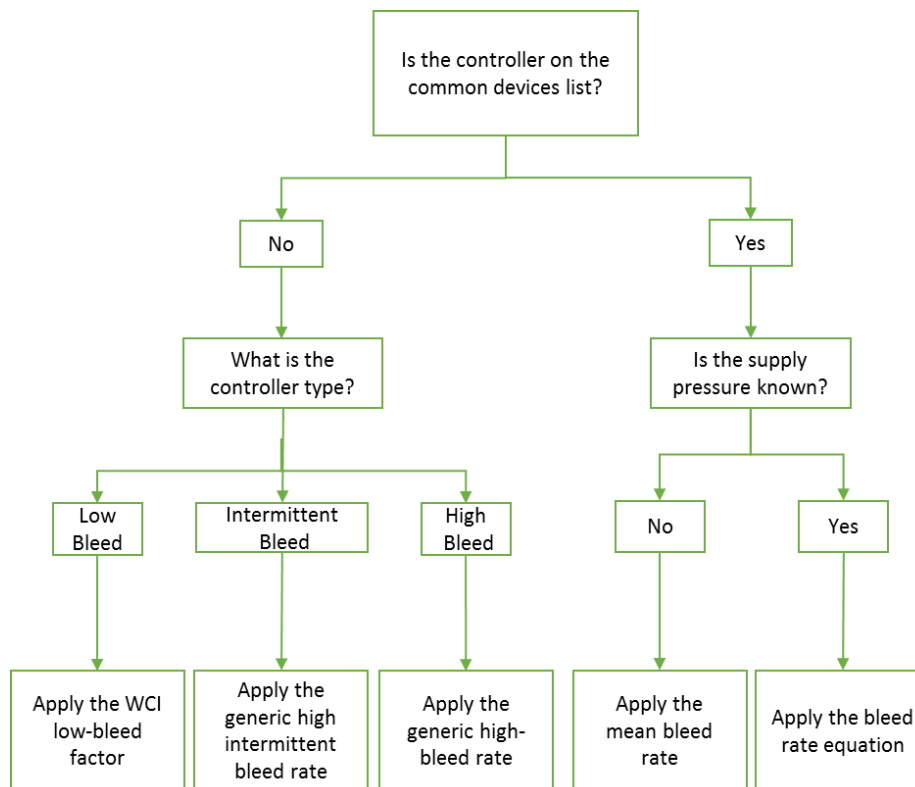 Is the controller on the
common devices list?
No
Yes
What is the
controller type?
Is the supply
pressure known?
Low
Bleed
Intermittent
Bleed
High
Bleed
No
Yes
Apply the WCI
low-bleed
factor
Apply the
generic high
intermittent
bleed rate
Apply the
generic high-
bleed rate
Apply the
mean bleed
rate
Apply the bleed
rate equation